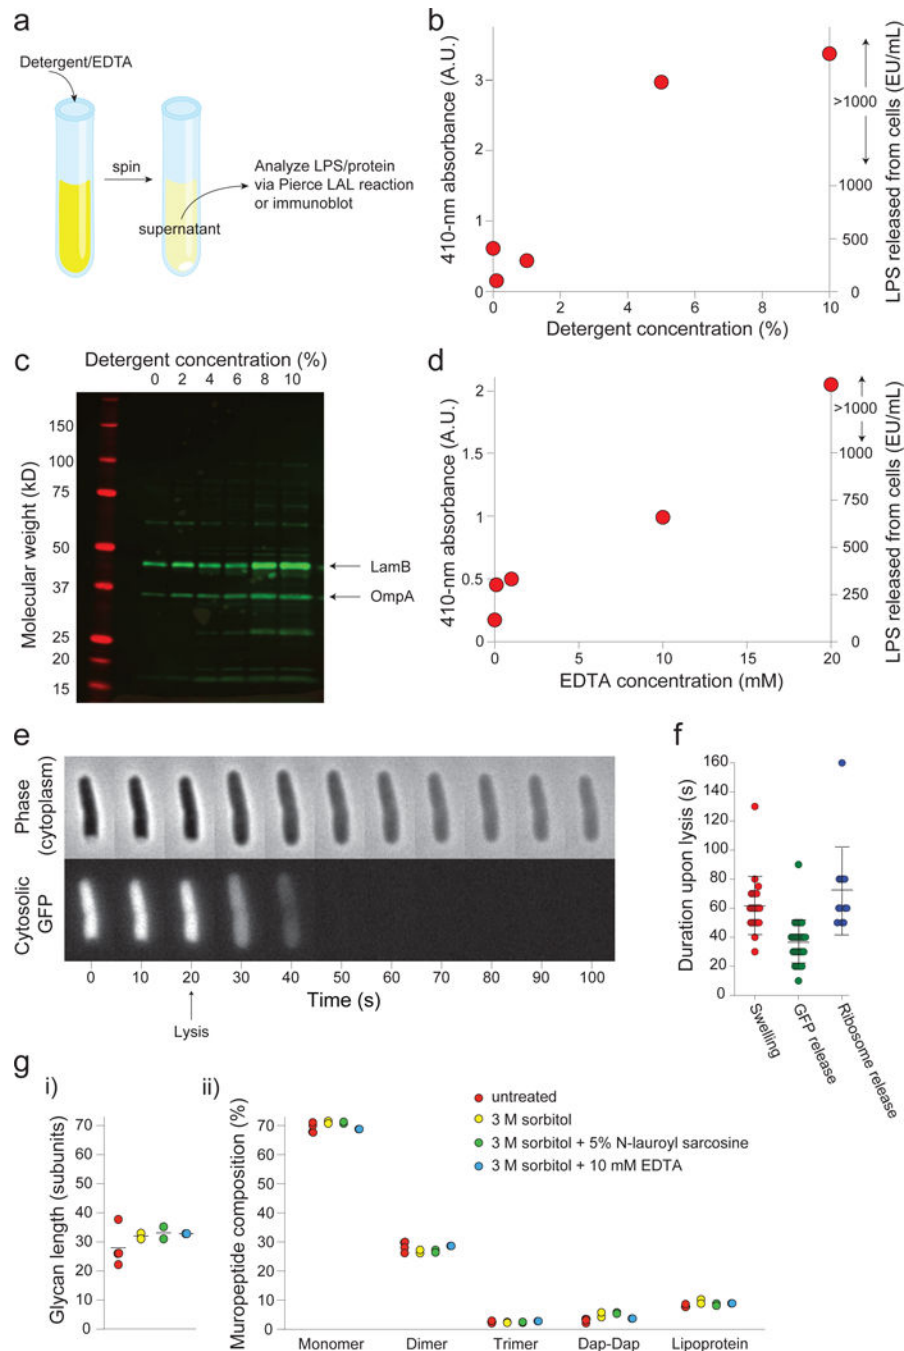 a
Detergent/EDTA
spin
supernatant
Analyze LPS/protein
via Pierce LAL reaction
or immunoblot
b
410-nm absorbance (A.U.)
3
2
1
0
0 2 4 6 8 10
Detergent concentration (%)
>1000
1000
500
0
LPS released from cells (EU/mL)
c
Detergent concentration (%)
0 2 4 6 8 10
Molecular weight (kD)
150
100
75
50
37
25
20
15
LamB
OmpA
d
410-nm absorbance (A.U.)
2
1.5
1
0.5
0
0 5 10 15 20
EDTA concentration (mM)
>1000
1000
750
500
250
0
LPS released from cells (EU/mL)
e
Phase
(cytoplasm)
Cytosolic
GFP
0 10 20 30 40 50 60 70 80 90 100
Time (s)
Lysis
f
Duration upon lysis (s)
160
140
120
100
80
60
40
20
0
Swelling
GFP release
Ribosome release
g
i)
Glycan length (subunits)
70
60
50
40
30
20
10
0
ii)
Muropeptide composition (%)
70
60
50
40
30
20
10
0
untreated
3 M sorbitol
3 M sorbitol + 5% N-lauroyl sarcosine
3 M sorbitol + 10 mM EDTA
Monomer Dimer Trimer Dap-Dap Lipoprotein